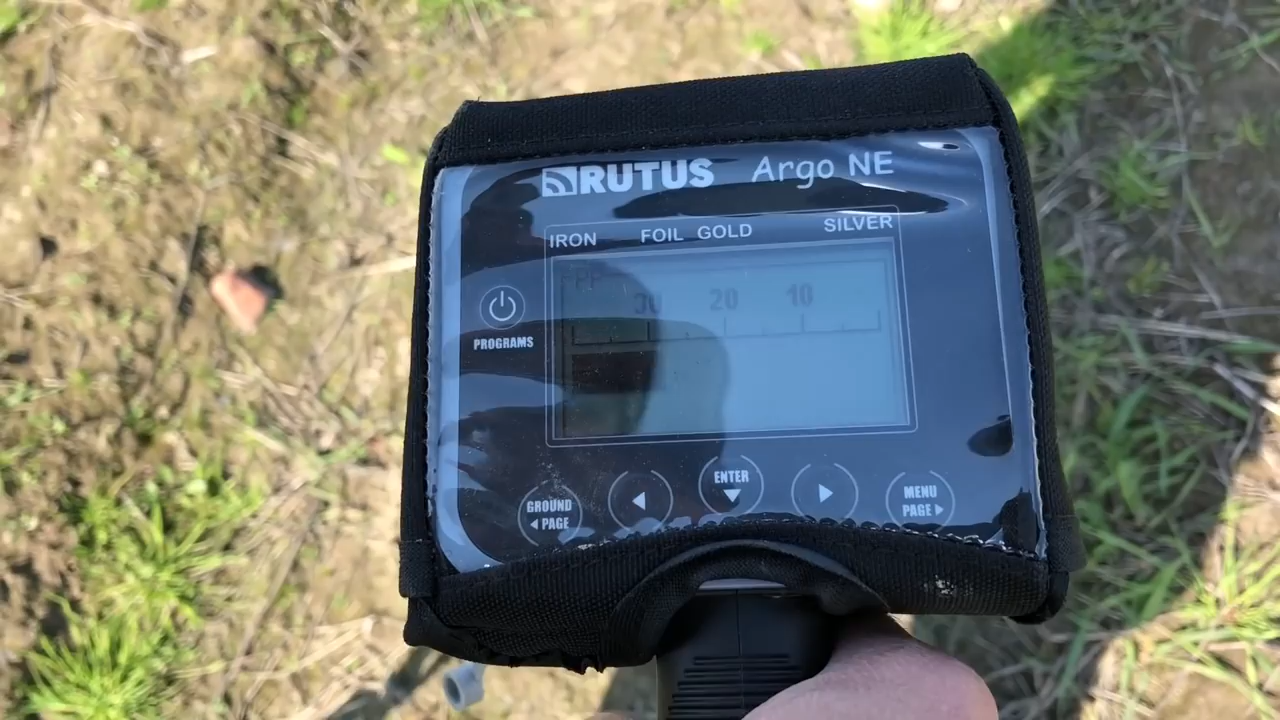 RUTUS Argo NE
IRON FOIL GOLD SILVER
30 20 10
PROGRAMS
GROUND
PAGE
ENTER
MENU
PAGE